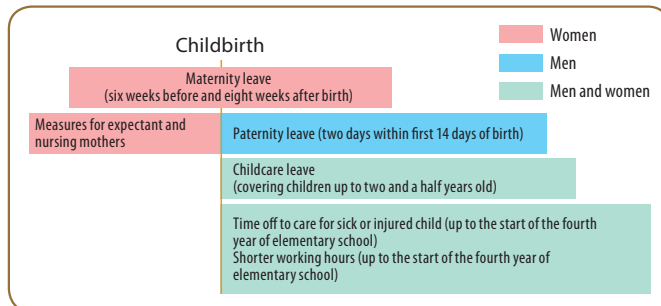 Childbirth
Women
Men
Men and women
Maternity leave
(six weeks before and eight weeks after birth)
Measures for expectant and
nursing mothers
Paternity leave (two days within first 14 days of birth)
Childcare leave
(covering children up to two and a half years old)
Time off to care for sick or injured child (up to the start of the fourth
year of elementary school)
Shorter working hours (up to the start of the fourth year of
elementary school)